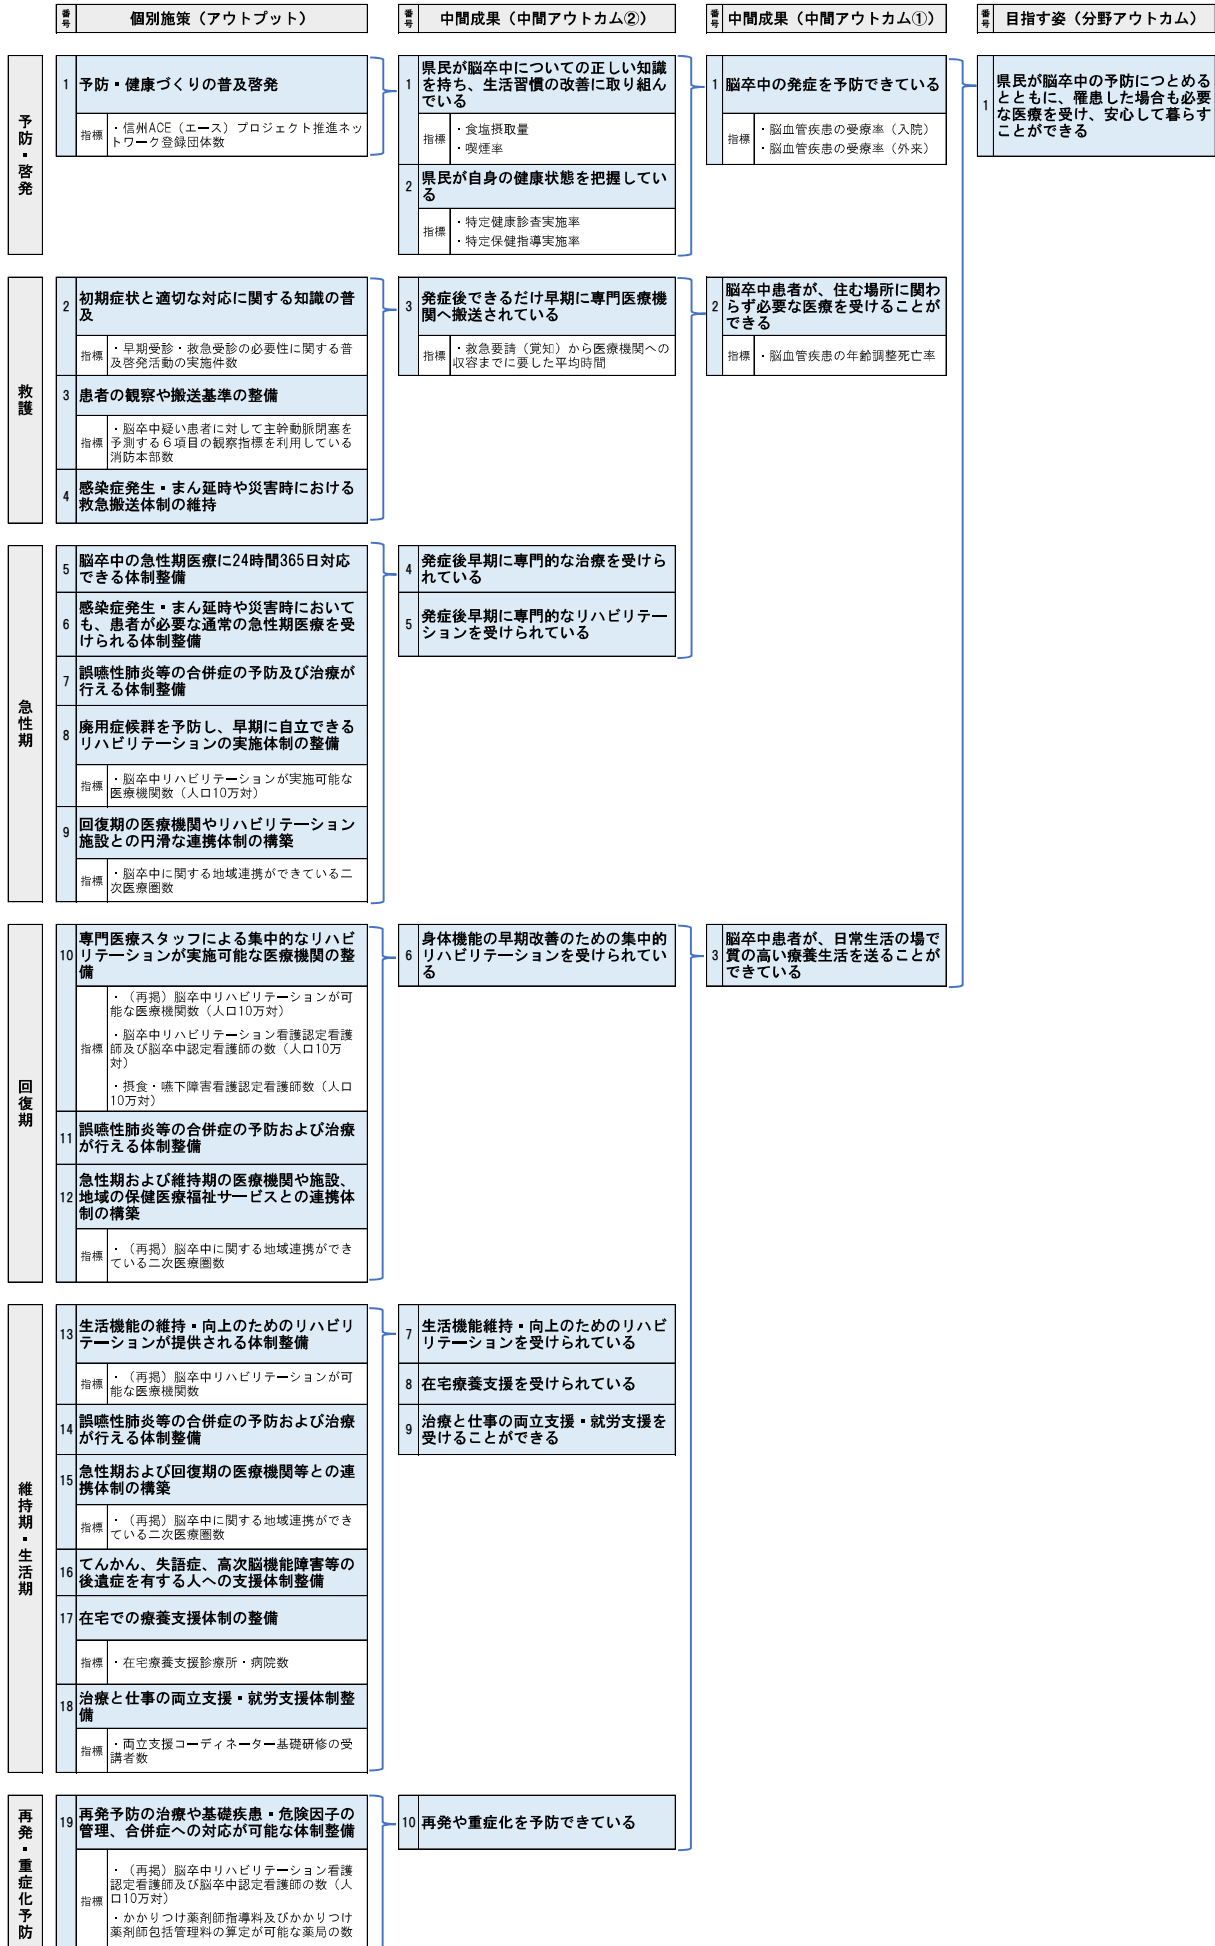 番号
個別施策（アウトプット）
番号
中間成果（中間アウトカム②）
番号
中間成果（中間アウトカム①）
番号
目指す姿（分野アウトカム）
予防・啓発
1
予防・健康づくりの普及啓発
指標
・信州ACE（エース）プロジェクト推進ネッ
トワーク登録団体数
1
県民が脳卒中についての正しい知識
を持ち、生活習慣の改善に取り組ん
でいる
指標
・食塩摂取量
・喫煙率
2
県民が自身の健康状態を把握してい
る
指標
・特定健康診査実施率
・特定保健指導実施率
1
脳卒中の発症を予防できている
指標
・脳血管疾患の受療率（入院）
・脳血管疾患の受療率（外来）
1
県民が脳卒中の予防につとめる
とともに、罹患した場合も必要
な医療を受け、安心して暮らす
ことができる
救護
2
初期症状と適切な対応に関する知識の普
及
指標
・早期受診・救急受診の必要性に関する普
及啓発活動の実施件数
3
患者の観察や搬送基準の整備
指標
・脳卒中疑い患者に対して主幹動脈閉塞を
予測する６項目の観察指標を利用している
消防本部数
4
感染症発生・まん延時や災害時における
救急搬送体制の維持
3
発症後できるだけ早期に専門医療機
関へ搬送されている
指標
・救急要請（覚知）から医療機関への
収容までに要した平均時間
2
脳卒中患者が、住む場所に関わ
らず必要な医療を受けることが
できる
指標
・脳血管疾患の年齢調整死亡率
急性期
5
脳卒中の急性期医療に24時間365日対応
できる体制整備
6
感染症発生・まん延時や災害時において
も、患者が必要な通常の急性期医療を受
けられる体制整備
7
誤嚥性肺炎等の合併症の予防及び治療が
行える体制整備
8
廃用症候群を予防し、早期に自立できる
リハビリテーションの実施体制の整備
指標
・脳卒中リハビリテーションが実施可能な
医療機関数（人口10万対）
9
回復期の医療機関やリハビリテーション
施設との円滑な連携体制の構築
指標
・脳卒中に関する地域連携ができている二
次医療圏数
4
発症後早期に専門的な治療を受けら
れている
5
発症後早期に専門的なリハビリテー
ションを受けられている
回復期
10
専門医療スタッフによる集中的なリハビ
リテーションが実施可能な医療機関の整
備
指標
・（再掲）脳卒中リハビリテーションが可
能な医療機関数（人口10万対）
・脳卒中リハビリテーション看護認定看護
師及び脳卒中認定看護師の数（人口10万
対）
・摂食・嚥下障害看護認定看護師数（人口
10万対）
11
誤嚥性肺炎等の合併症の予防および治療
が行える体制整備
12
急性期および維持期の医療機関や施設、
地域の保健医療福祉サービスとの連携体
制の構築
指標
・（再掲）脳卒中に関する地域連携ができ
ている二次医療圏数
6
身体機能の早期改善のための集中的
リハビリテーションを受けられてい
る
3
脳卒中患者が、日常生活の場で
質の高い療養生活を送ることが
できている
維持期・生活期
13
生活機能の維持・向上のためのリハビリ
テーションが提供される体制整備
指標
・（再掲）脳卒中リハビリテーションが可
能な医療機関数
14
誤嚥性肺炎等の合併症の予防および治療
が行える体制整備
15
急性期および回復期の医療機関等との連
携体制の構築
指標
・（再掲）脳卒中に関する地域連携ができ
ている二次医療圏数
16
てんかん、失語症、高次脳機能障害等の
後遺症を有する人への支援体制整備
17
在宅での療養支援体制の整備
指標
・在宅療養支援診療所・病院数
18
治療と仕事の両立支援・就労支援体制整
備
指標
・両立支援コーディネーター基礎研修の受
講者数
7
生活機能維持・向上のためのリハビ
リテーションを受けられている
8
在宅療養支援を受けられている
9
治療と仕事の両立支援・就労支援を
受けることができる
再発・重症化予防
19
再発予防の治療や基礎疾患・危険因子の
管理、合併症への対応が可能な体制整備
指標
・（再掲）脳卒中リハビリテーション看護
認定看護師及び脳卒中認定看護師の数（人
口10万対）
・かかりつけ薬剤師指導料及びかかりつけ
薬剤師包括管理料の算定が可能な薬局の数
10
再発や重症化を予防できている